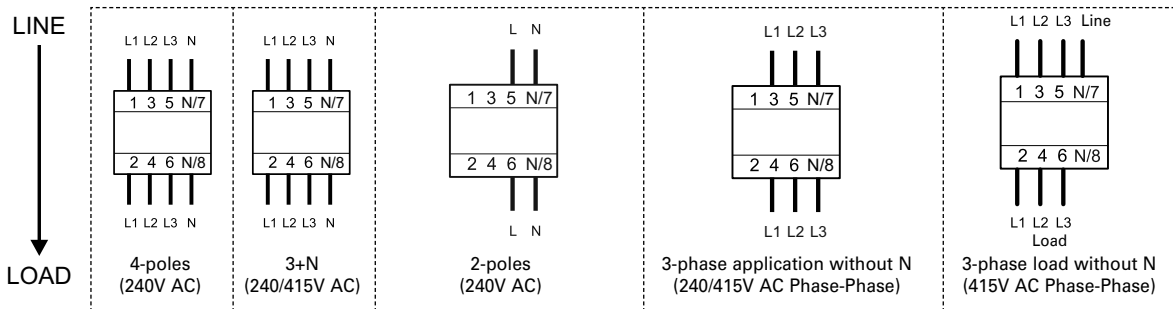 LINE
LOAD
L1 L2 L3 N
1 3 5 N/7
2 4 6 N/8
L1 L2 L3 N
4-poles
(240V AC)
L1 L2 L3 N
1 3 5 N/7
2 4 6 N/8
L1 L2 L3 N
3+N
(240/415V AC)
L N
1 3 5 N/7
2 4 6 N/8
L N
2-poles
(240V AC)
L1 L2 L3
1 3 5 N/7
2 4 6 N/8
L1 L2 L3
3-phase application without N
(240/415V AC Phase-Phase)
L1 L2 L3 Line
1 3 5 N/7
2 4 6 N/8
L1 L2 L3
Load
3-phase load without N
(415V AC Phase-Phase)